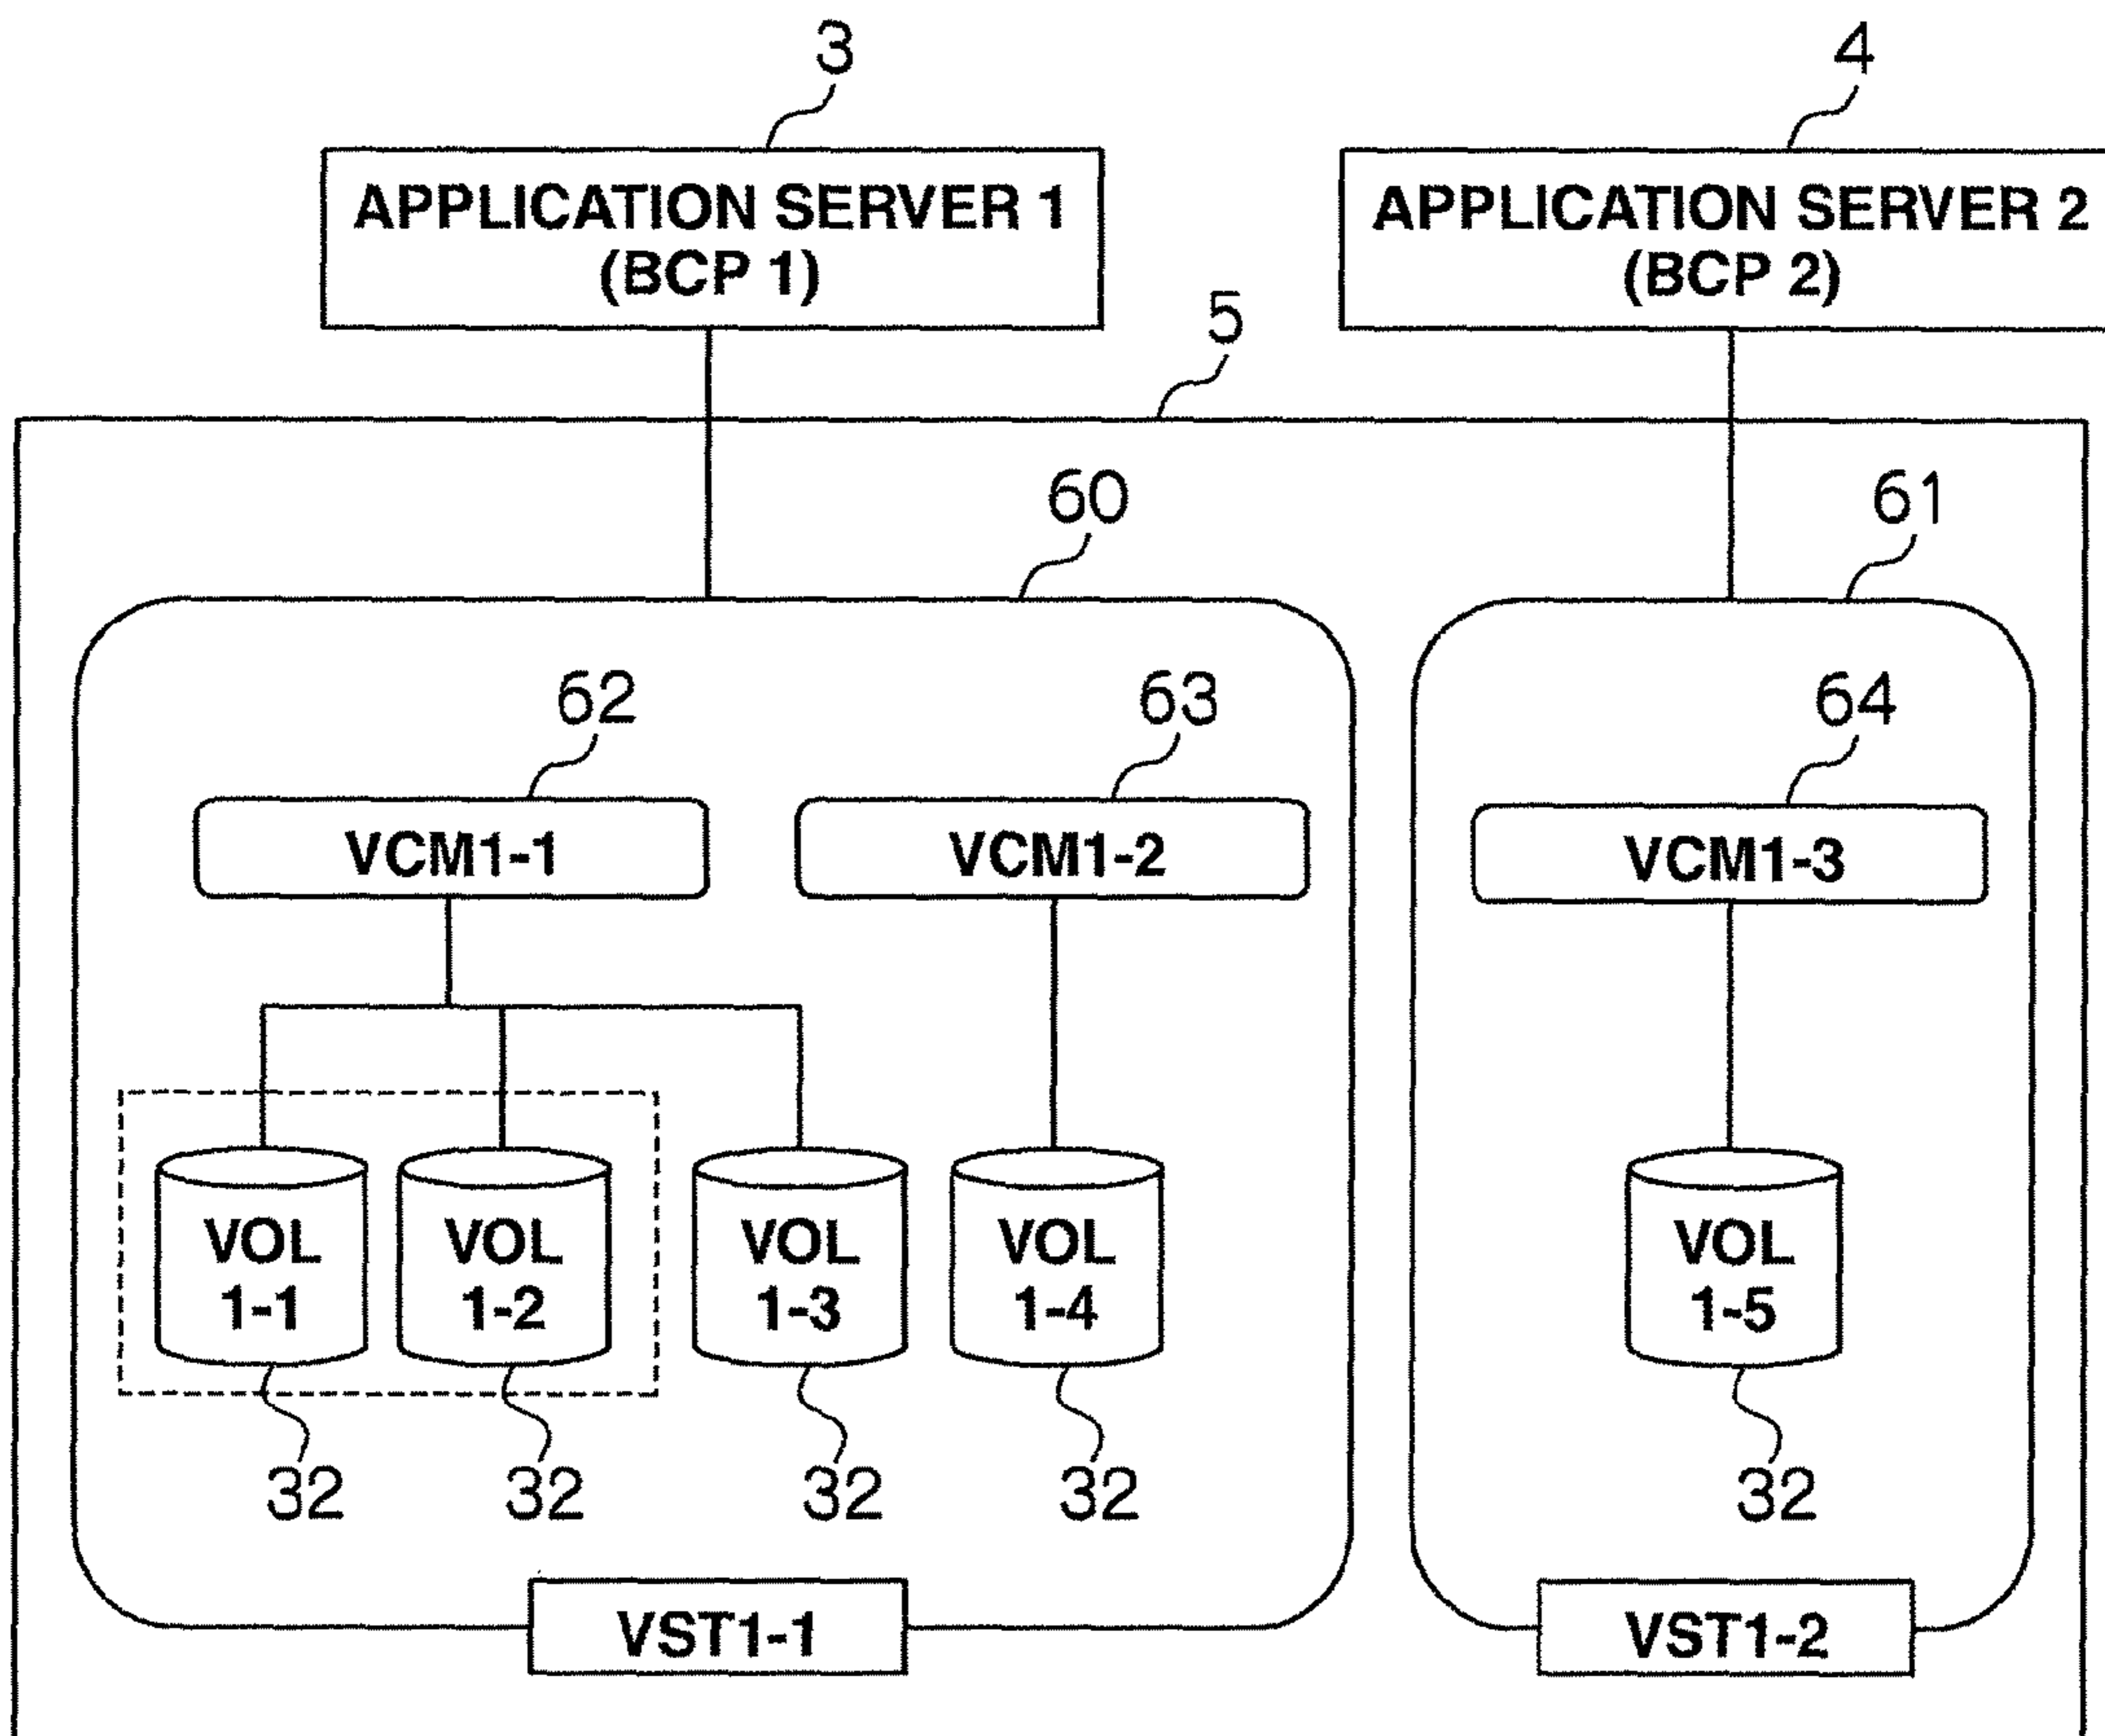 3
4
APPLICATION SERVER 1
(BCP 1)
APPLICATION SERVER 2
(BCP 2)
5
60
61
62
63
64
VCM1-1
VCM1-2
VCM1-3
VOL
1-1
VOL
1-2
VOL
1-3
VOL
1-4
VOL
1-5
32
32
32
32
32
VST1-1
VST1-2